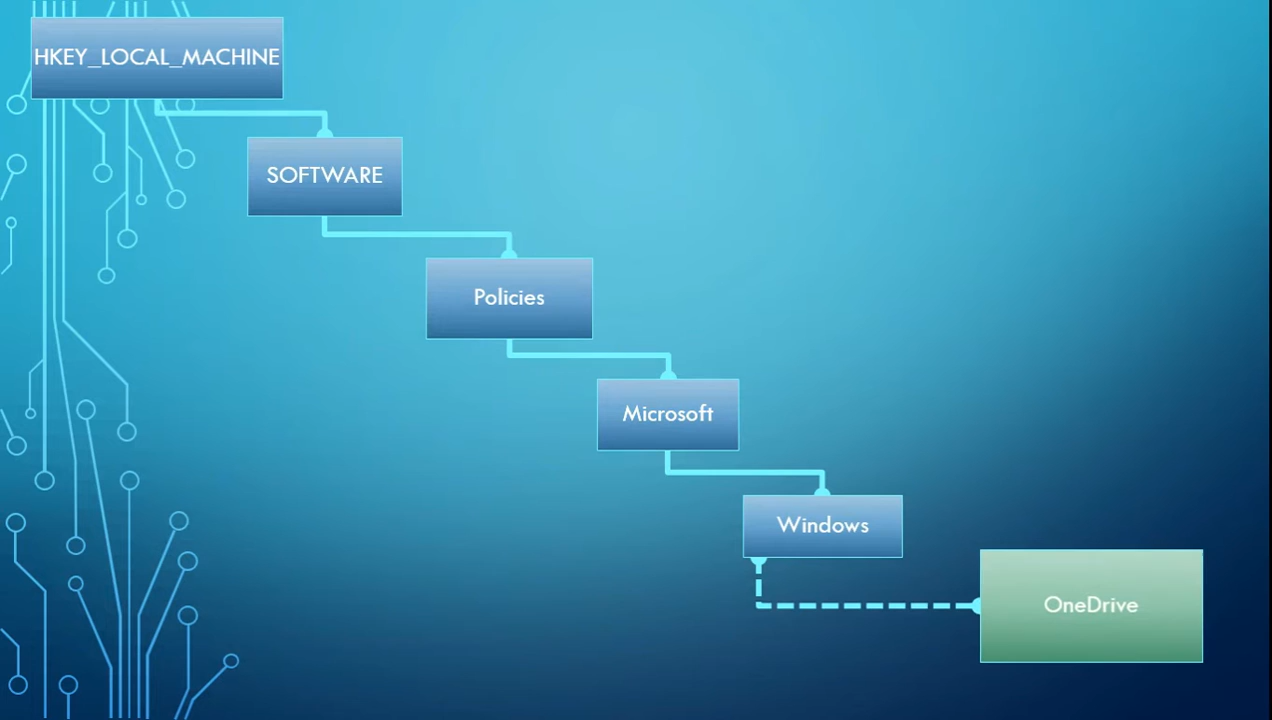 HKEY_LOCAL_MACHINE
SOFTWARE
Policies
Microsoft
Windows
OneDrive